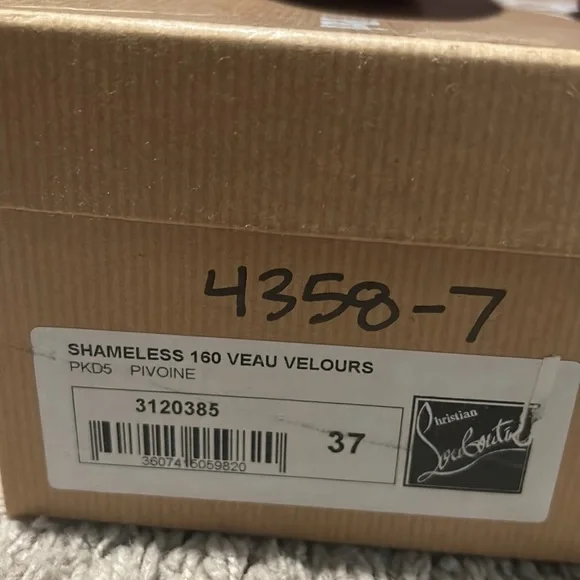 4358-7
SHAMELESS 160 VEAU VELOURS
PKD5 PIVOINE
3120385
3607416059820
37
Christian
Louboutin